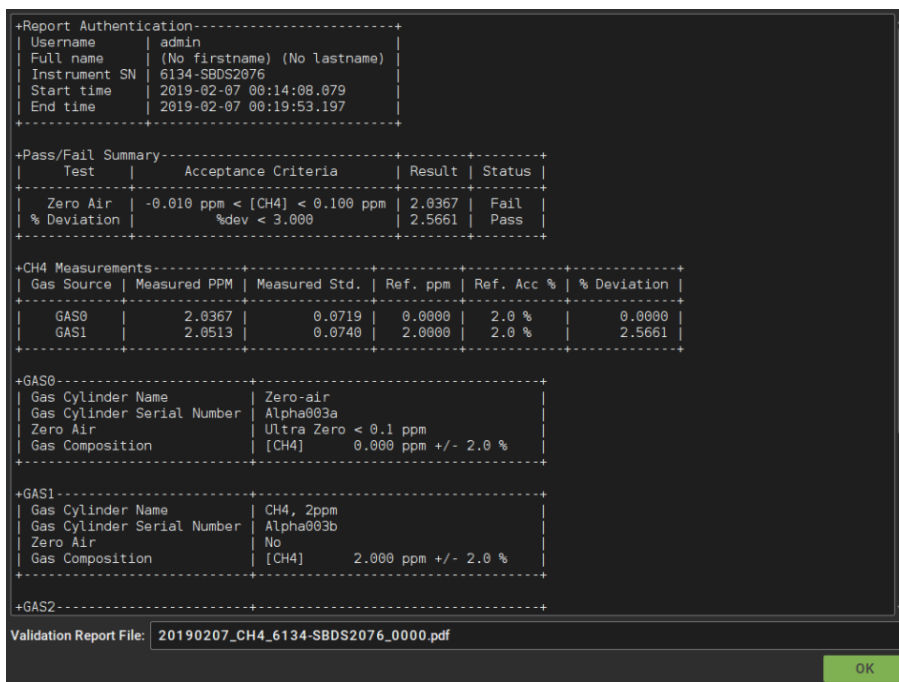 +Report Authentication-------------------------+
| Username      | admin                        |
| Full name     | (No firstname) (No lastname) |
| Instrument SN | 6134-SBDS2076                |
| Start time    | 2019-02-07 00:14:08.079      |
| End time      | 2019-02-07 00:19:53.197      |
+---------------+------------------------------+
+Pass/Fail Summary-----------------------------+--------+--------+
|     Test    |      Acceptance Criteria       | Result | Status |
+-------------+--------------------------------+--------+--------+
|   Zero Air  | -0.010 ppm < [CH4] < 0.100 ppm | 2.0367 |  Fail  |
| % Deviation |          %dev < 3.000          | 2.5661 |  Pass  |
+-------------+--------------------------------+--------+--------+
+CH4 Measurements-----------+---------------+----------+------------+-------------+
| Gas Source | Measured PPM | Measured Std. | Ref. ppm | Ref. Acc % | % Deviation |
+------------+--------------+---------------+----------+------------+-------------+
|    GAS0    |       2.0367 |        0.0719 |   0.0000 |   2.0 %    |      0.0000 |
|    GAS1    |       2.0513 |        0.0740 |   2.0000 |   2.0 %    |      2.5661 |
+------------+--------------+---------------+----------+------------+-------------+
+GAS0------------------------+-----------------------------------+
| Gas Cylinder Name          | Zero-air                          |
| Gas Cylinder Serial Number | Alpha003a                         |
| Zero Air                   | Ultra Zero < 0.1 ppm              |
| Gas Composition            | [CH4]      0.000 ppm +/- 2.0 %    |
+----------------------------+-----------------------------------+
+GAS1------------------------+-----------------------------------+
| Gas Cylinder Name          | CH4, 2ppm                         |
| Gas Cylinder Serial Number | Alpha003b                         |
| Zero Air                   | No                                |
| Gas Composition            | [CH4]      2.000 ppm +/- 2.0 %    |
+----------------------------+-----------------------------------+
+GAS2------------------------+-----------------------------------+
Validation Report File: 20190207_CH4_6134-SBDS2076_0000.pdf
OK